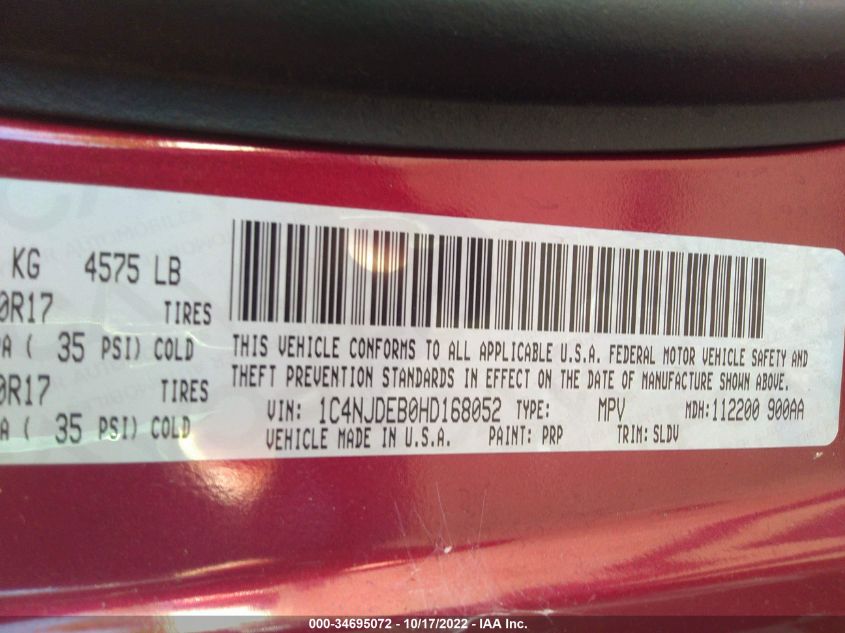 KG 4575 LB
0R17 TIRES
PA ( 35 PSI) COLD
0R17 TIRES
A ( 35 PSI) COLD
THIS VEHICLE CONFORMS TO ALL APPLICABLE U.S.A. FEDERAL MOTOR VEHICLE SAFETY AND
THEFT PREVENTION STANDARDS IN EFFECT ON THE DATE OF MANUFACTURE SHOWN ABOVE.
VIN: 1C4NJDEB0HD168052 TYPE: MPV MDH: 112200 900AA
VEHICLE MADE IN U.S.A. PAINT: PRP TRIM: SLDV
000-34695072 - 10/17/2022 - IAA Inc.